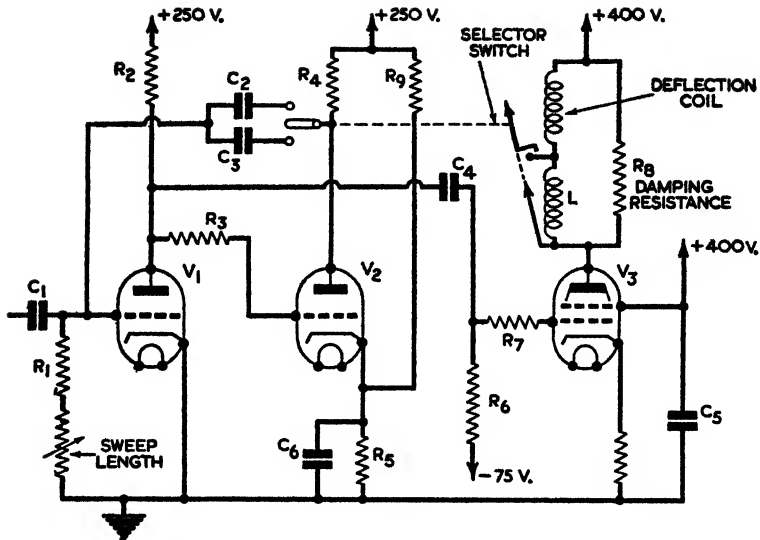 +250 V.
+250 V.
+400 V.
SELECTOR
SWITCH
R2
C2
C3
R4
R9
DEFLECTION
COIL
C4
L
R8
DAMPING
RESISTANCE
R3
+400V.
C1
V1
V2
V3
R7
R1
SWEEP
LENGTH
C6
R5
R6
C5
-75 V.